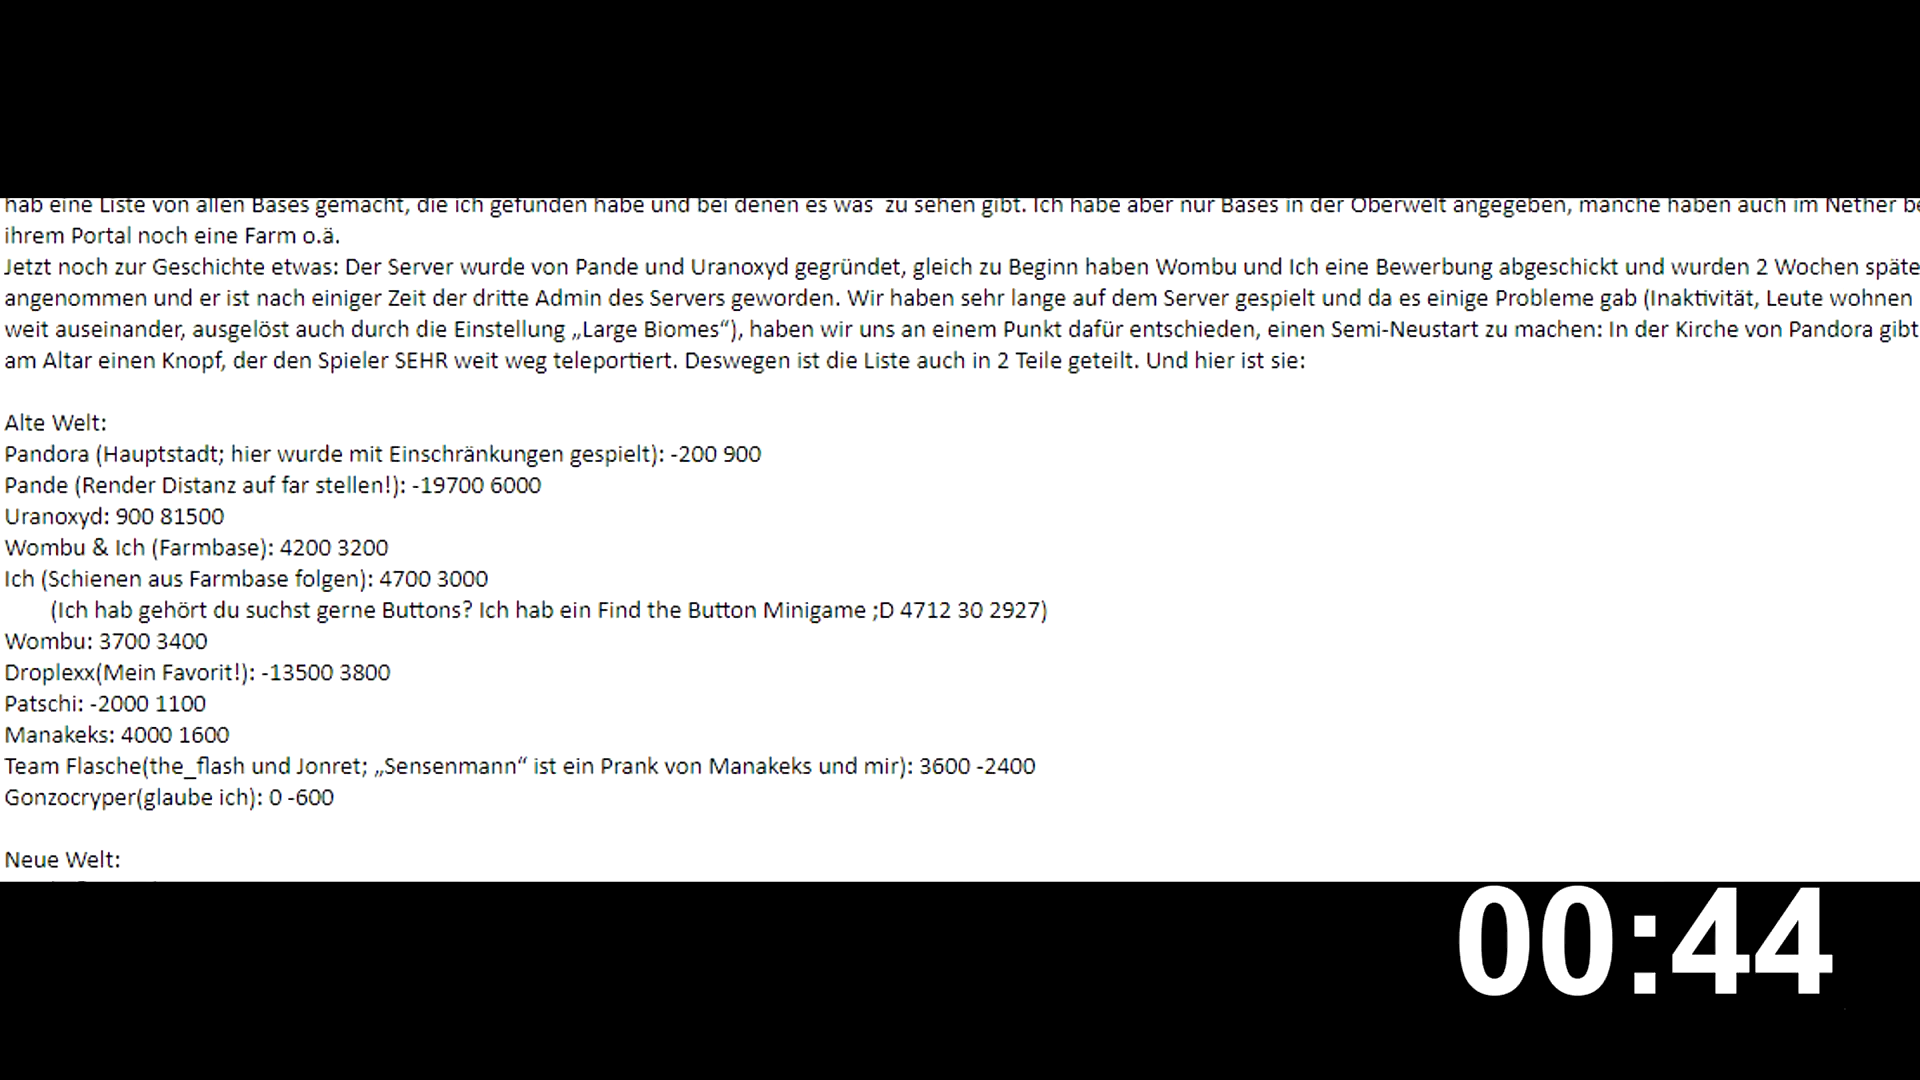 hab eine Liste von allen Bases gemacht, die ich gefunden habe und bei denen es was  zu sehen gibt. Ich habe aber nur Bases in der Oberwelt angegeben, manche haben auch im Nether
ihrem Portal noch eine Farm o.ä.
Jetzt noch zur Geschichte etwas: Der Server wurde von Pande und Uranoxyd gegründet, gleich zu Beginn haben Wombu und Ich eine Bewerbung abgeschickt und wurden 2 Wochen späte
angenommen und er ist nach einiger Zeit der dritte Admin des Servers geworden. Wir haben sehr lange auf dem Server gespielt und da es einige Probleme gab (Inaktivität, Leute wohnen
weit auseinander, ausgelöst auch durch die Einstellung „Large Biomes“), haben wir uns an einem Punkt dafür entschieden, einen Semi-Neustart zu machen: In der Kirche von Pandora gibt
am Altar einen Knopf, der den Spieler SEHR weit weg teleportiert. Deswegen ist die Liste auch in 2 Teile geteilt. Und hier ist sie:
Alte Welt:
Pandora (Hauptstadt; hier wurde mit Einschränkungen gespielt): -200 900
Pande (Render Distanz auf far stellen!): -19700 6000
Uranoxyd: 900 81500
Wombu & Ich (Farmbase): 4200 3200
Ich (Schienen aus Farmbase folgen): 4700 3000
(Ich hab gehört du suchst gerne Buttons? Ich hab ein Find the Button Minigame ;D 4712 30 2927)
Wombu: 3700 3400
Droplexx(Mein Favorit!): -13500 3800
Patschi: -2000 1100
Manakeks: 4000 1600
Team Flasche(the_flash und Jonret; „Sensenmann“ ist ein Prank von Manakeks und mir): 3600 -2400
Gonzocryper(glaube ich): 0 -600
Neue Welt:
00:44